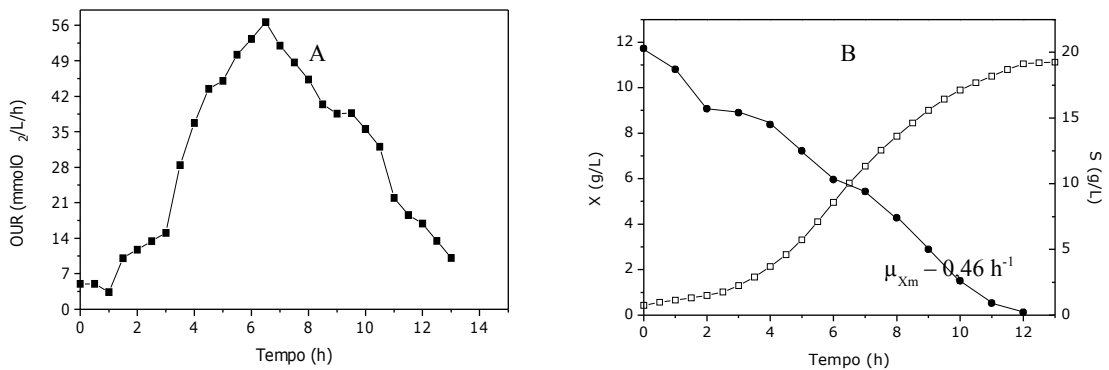 A
OUR (mmolO 2/L/h)
56
49
42
35
28
21
14
7
0
0 2 4 6 8 10 12 14
Tempo (h)
B
X (g/L)
12
10
8
6
4
2
0
S (g/L)
20
15
10
5
0
μXm – 0,46 h-1
0 2 4 6 8 10 12
Tempo (h)